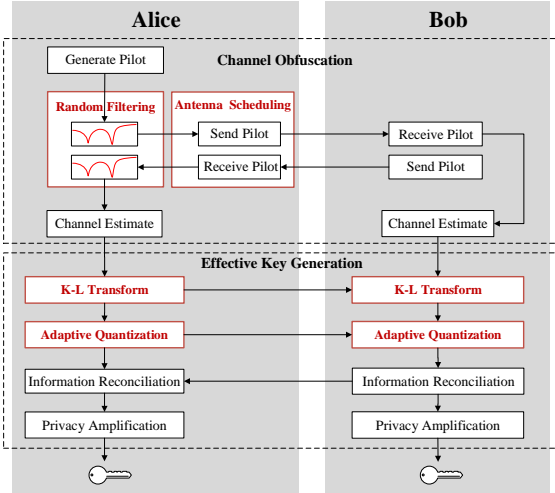 Alice Bob
Generate Pilot
Channel Obfuscation
Random Filtering Antenna Scheduling
Send Pilot Receive Pilot
Receive Pilot Send Pilot
Channel Estimate Channel Estimate
Effective Key Generation
K-L Transform K-L Transform
Adaptive Quantization Adaptive Quantization
Information Reconciliation Information Reconciliation
Privacy Amplification Privacy Amplification